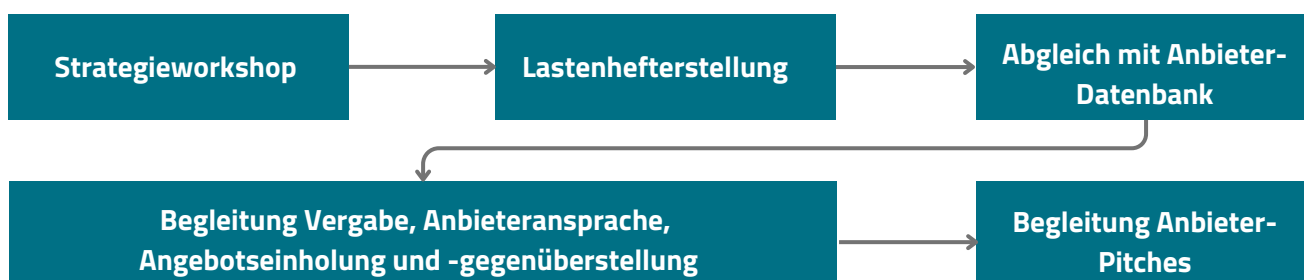 Strategieworkshop
Lastenhefterstellung
Abgleich mit Anbieter-
Datenbank
Begleitung Vergabe, Anbieteransprache,
Angebotseinholung und -gegenüberstellung
Begleitung Anbieter-
Pitches